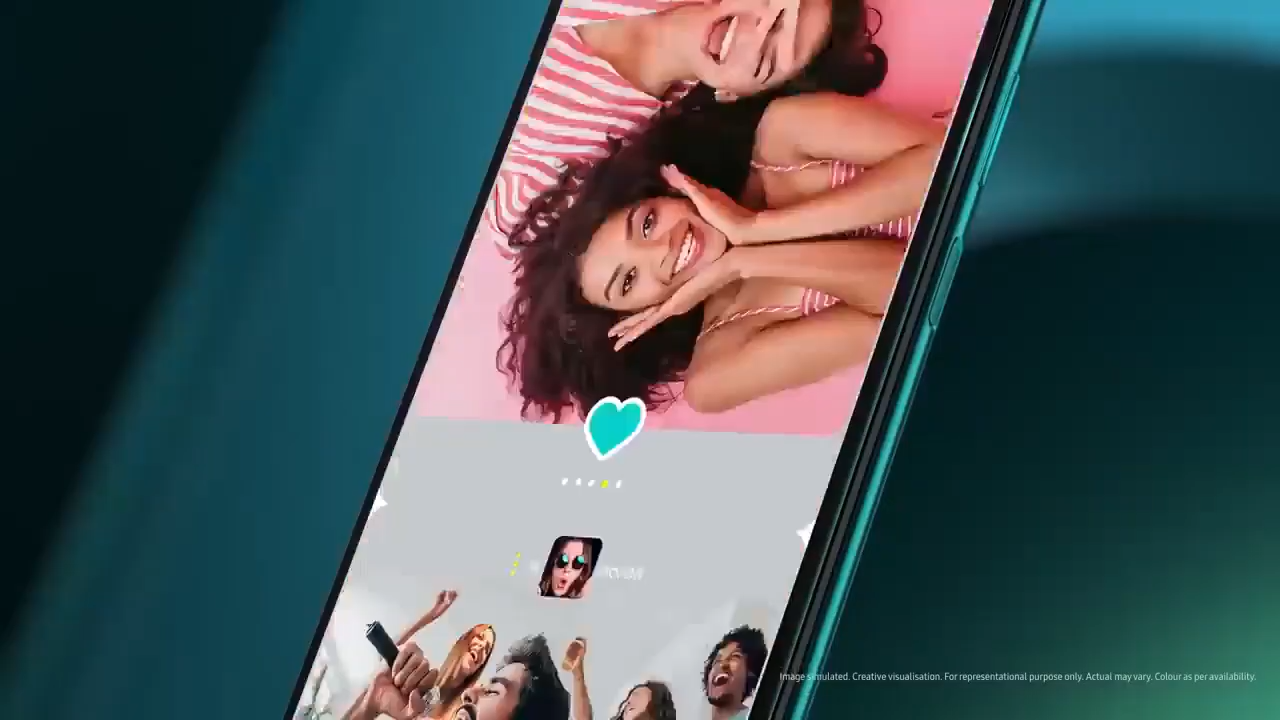 Image simulated. Creative visualisation. For representational purpose only. Actual may vary. Colour as per availability.